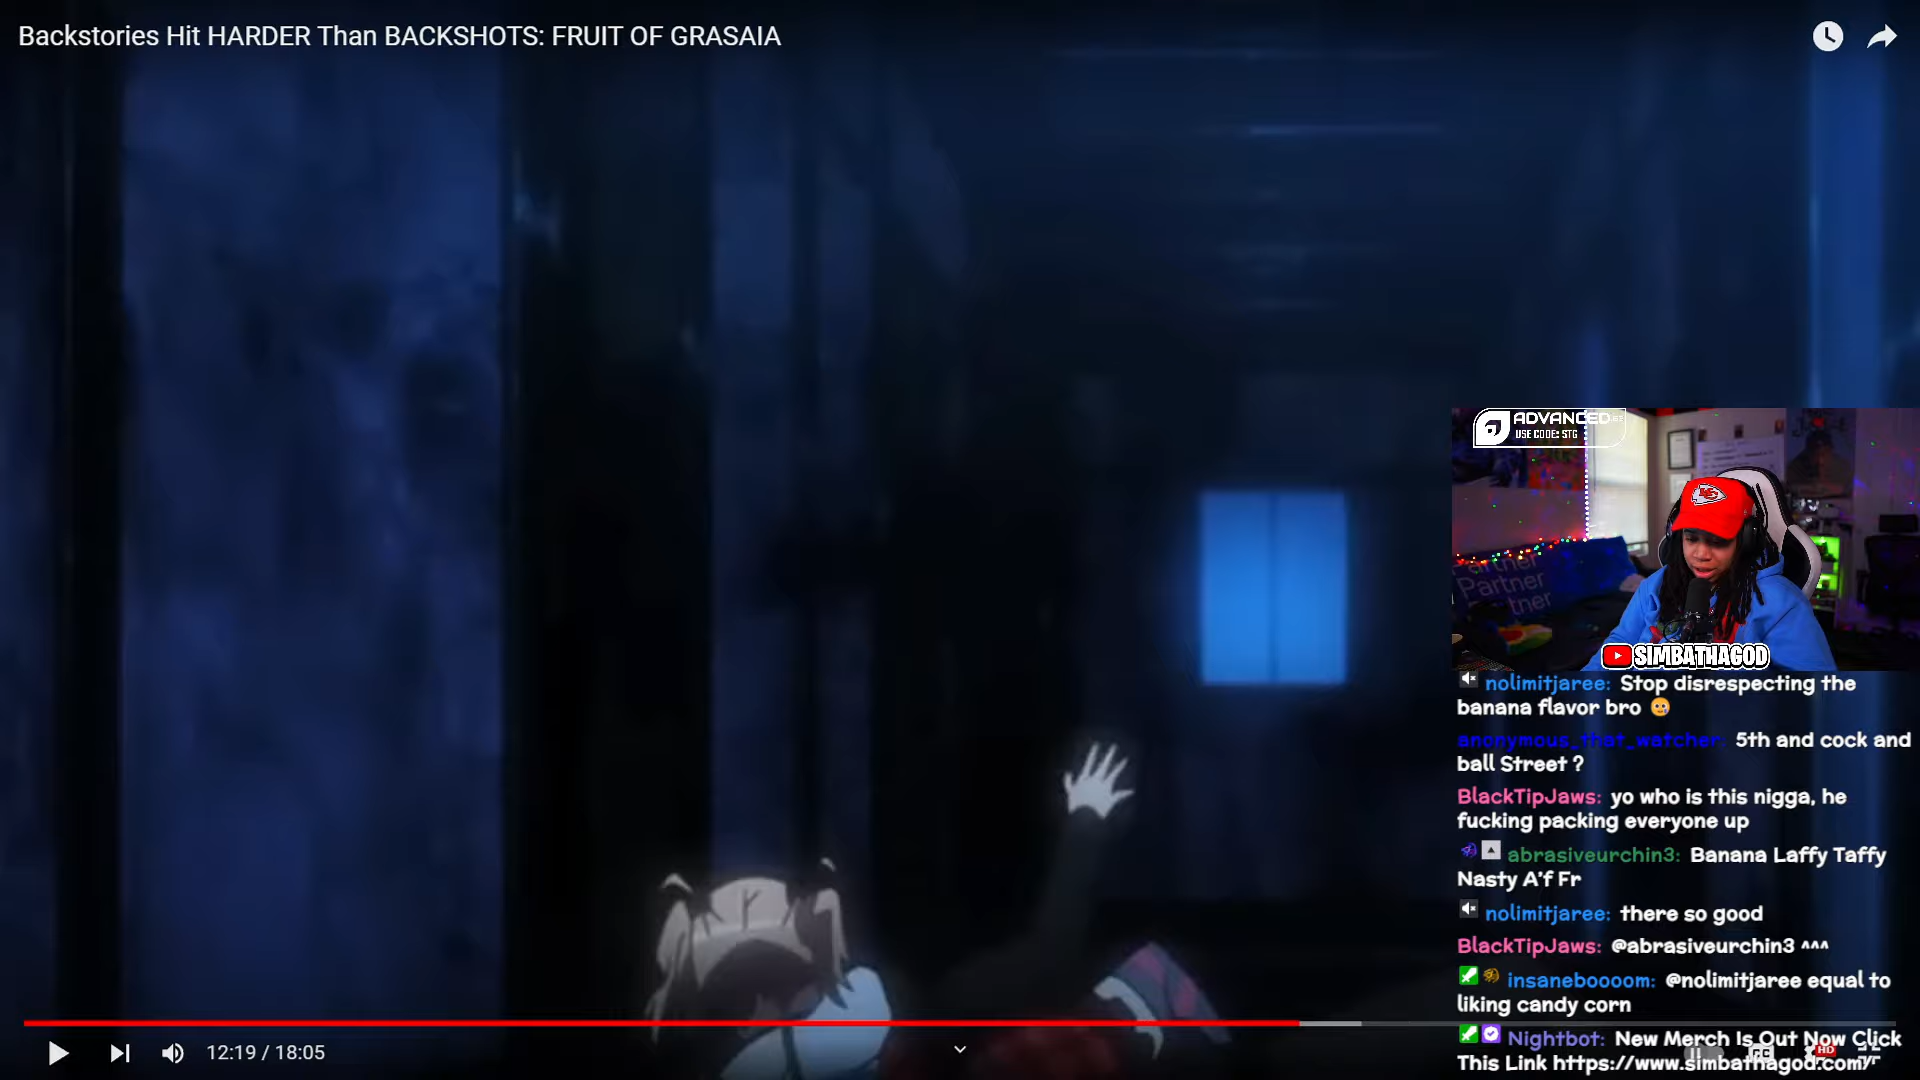 Backstories Hit HARDER Than BACKSHOTS: FRUIT OF GRASAIA
ADVANCED
USE CODE: STG
Partner
Partner
tner
SIMBATHAGOD
nolimitjaree: Stop disrespecting the
banana flavor bro 🥲
anonymous_that_watcher: 5th and cock and
ball Street ?
BlackTipJaws: yo who is this nigga, he
fucking packing everyone up
abrasiveurchin3: Banana Laffy Taffy
Nasty A'f Fr
nolimitjaree: there so good
BlackTipJaws: @abrasiveurchin3 ^^^
insaneboooom: @nolimitjaree equal to
liking candy corn
Nightbot: New Merch Is Out Now Click
This Link https://www.simbathagod.com/
12:19 / 18:05
HD